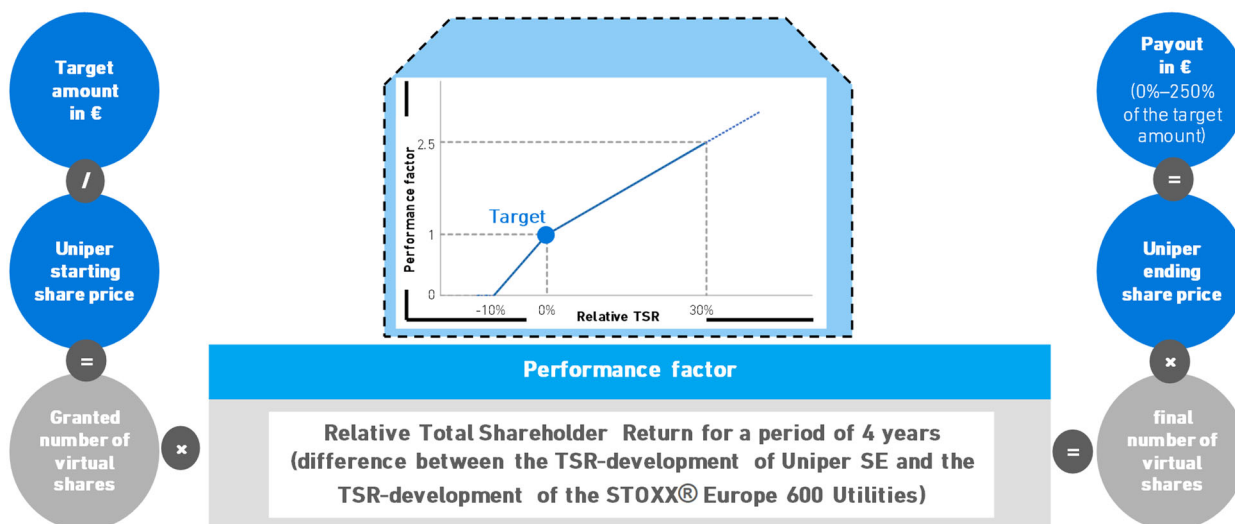 Target
amount
in €
/
Uniper
starting
share price
=
Granted
number of
virtual
shares
×
Performance factor
2.5
Target
1
0
-10%
0%
30%
Relative TSR
Performance factor
Relative Total Shareholder Return for a period of 4 years
(difference between the TSR-development of Uniper SE and the
TSR-development of the STOXX® Europe 600 Utilities)
=
final
number of
virtual
shares
×
Uniper
ending
share price
=
Payout
in €
(0%–250%
of the target
amount)